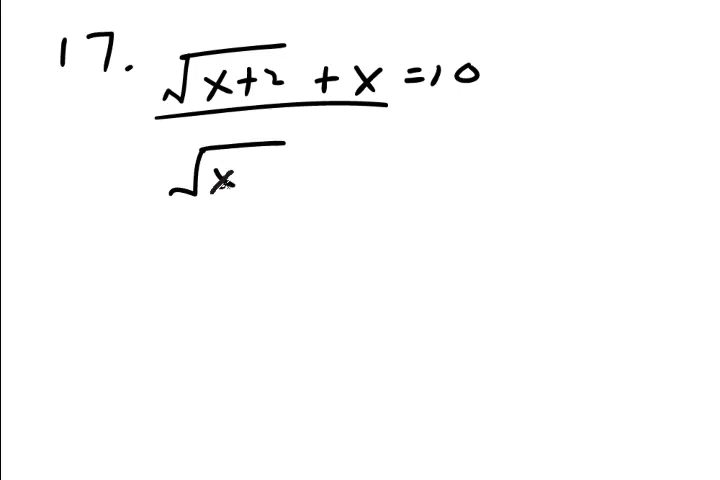 17. √x+2 + x = 10
√x